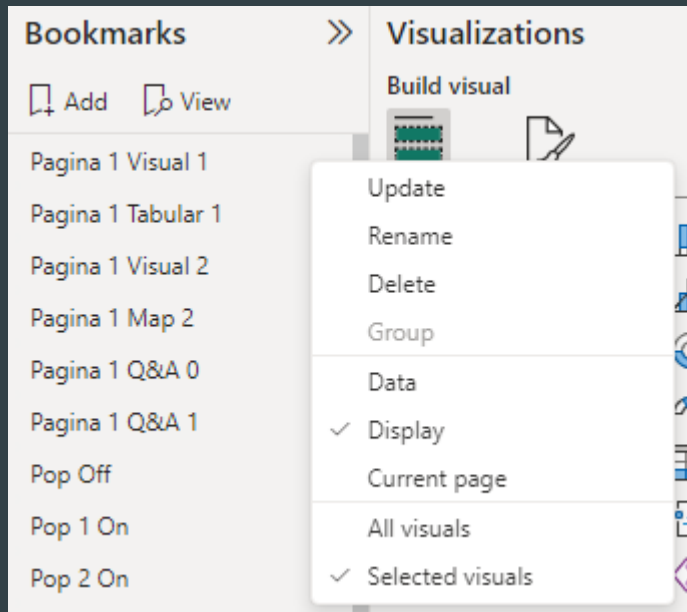 Bookmarks
Add View
Pagina 1 Visual 1
Pagina 1 Tabular 1
Pagina 1 Visual 2
Pagina 1 Map 2
Pagina 1 Q&A 0
Pagina 1 Q&A 1
Pop Off
Pop 1 On
Pop 2 On
Visualizations
Build visual
Update
Rename
Delete
Group
Data
Display
Current page
All visuals
Selected visuals